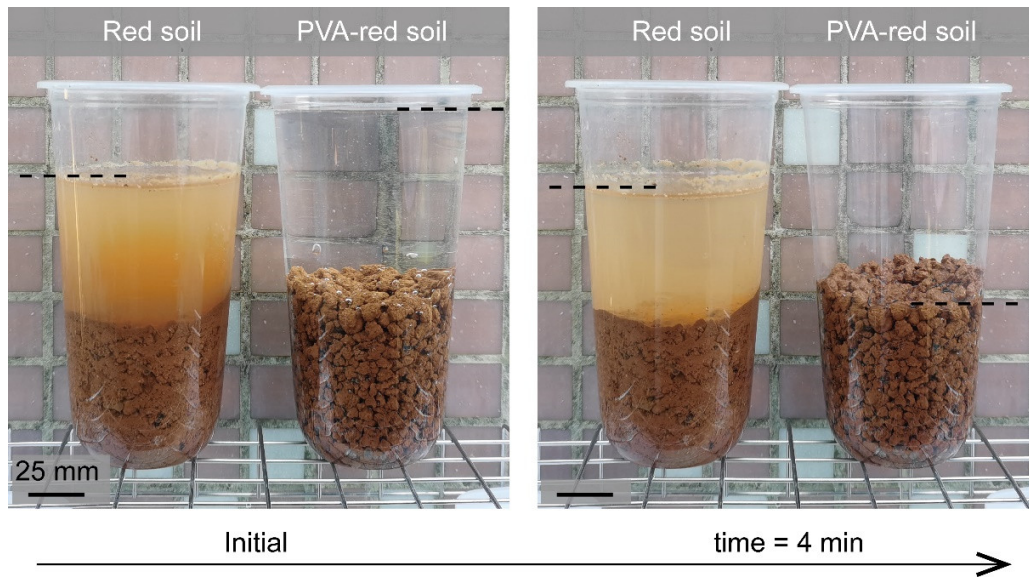 Red soil
PVA-red soil
Red soil
PVA-red soil
25 mm
Initial
time = 4 min